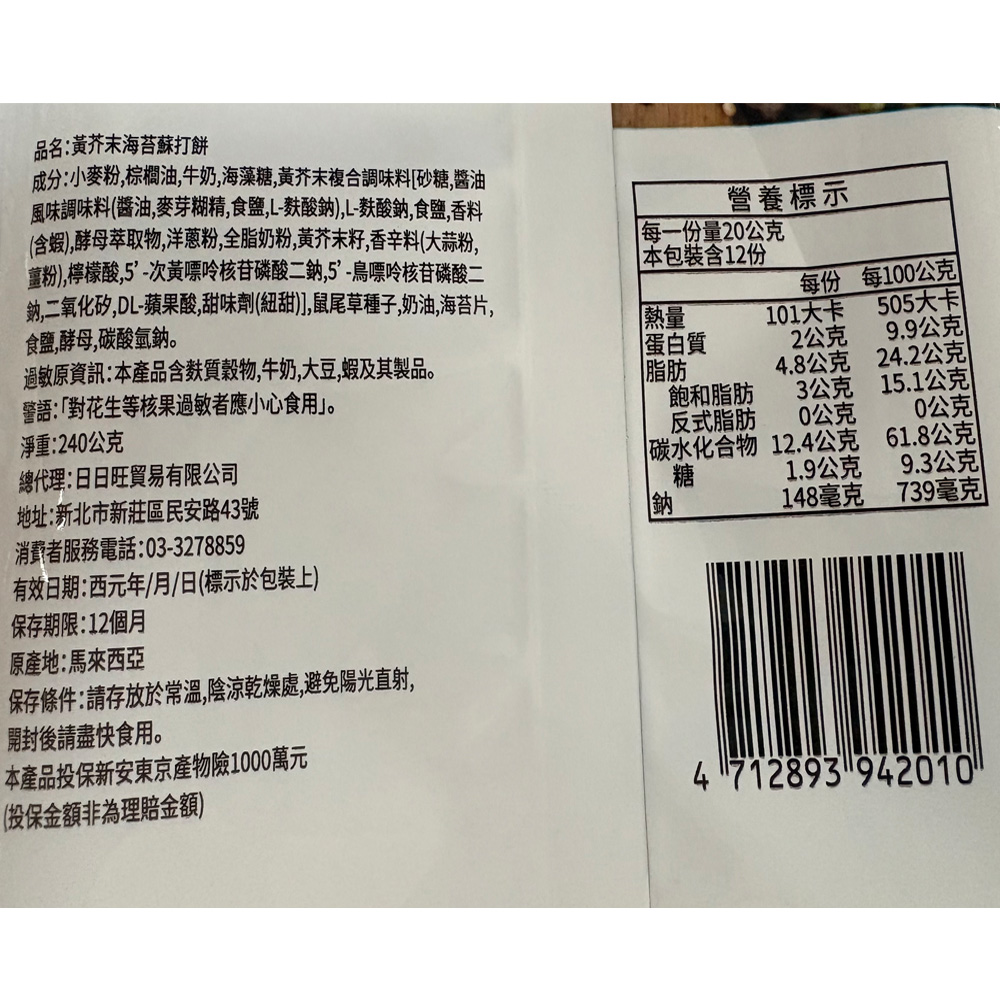 品名:黃芥末海苔蘇打餅
成分:小麥粉,棕櫚油,牛奶,海藻糖,黃芥末複合調味料[砂糖,醬油
風味調味料(醬油,麥芽糊精,食鹽,L-麩酸鈉),L-麩酸鈉,食鹽,香料
(含蝦),酵母萃取物,洋蔥粉,全脂奶粉,黃芥末籽,香辛料(大蒜粉,
薑粉),檸檬酸,5’-次黃嘌呤核苷磷酸二鈉,5’-鳥嘌呤核苷磷酸二
鈉,二氧化矽,DL-蘋果酸,甜味劑(紐甜)],鼠尾草種子,奶油,海苔片,
食鹽,酵母,碳酸氫鈉。
過敏原資訊:本產品含麩質穀物,牛奶,大豆,蝦及其製品。
警語:「對花生等核果過敏者應小心食用」。
淨重:240公克
總代理:日日旺貿易有限公司
地址:新北市新莊區民安路43號
消費者服務電話:03-3278859
有效日期:西元年/月/日(標示於包裝上)
保存期限:12個月
原產地:馬來西亞
保存條件:請存放於常溫,陰涼乾燥處,避免陽光直射,
開封後請盡快食用。
本產品投保新安東京產物險1000萬元
(投保金額非為理賠金額)
營養標示
每一份量20公克
本包裝含12份
每份 每100公克
熱量 101大卡 505大卡
蛋白質 2公克 9.9公克
脂肪 4.8公克 24.2公克
飽和脂肪 3公克 15.1公克
反式脂肪 0公克 0公克
碳水化合物 12.4公克 61.8公克
糖 1.9公克 9.3公克
鈉 148毫克 739毫克
4 712893 942010